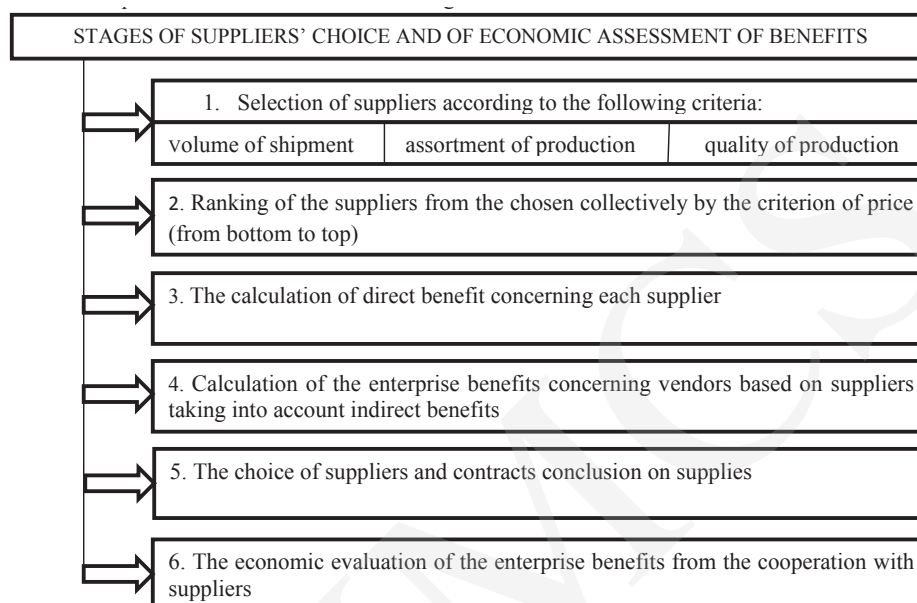 STAGES OF SUPPLIERS’ CHOICE AND OF ECONOMIC ASSESSMENT OF BENEFITS
1. Selection of suppliers according to the following criteria:
volume of shipment assortment of production quality of production
2. Ranking of the suppliers from the chosen collectively by the criterion of price
(from bottom to top)
3. The calculation of direct benefit concerning each supplier
4. Calculation of the enterprise benefits concerning vendors based on suppliers
taking into account indirect benefits
5. The choice of suppliers and contracts conclusion on supplies
6. The economic evaluation of the enterprise benefits from the cooperation with
suppliers